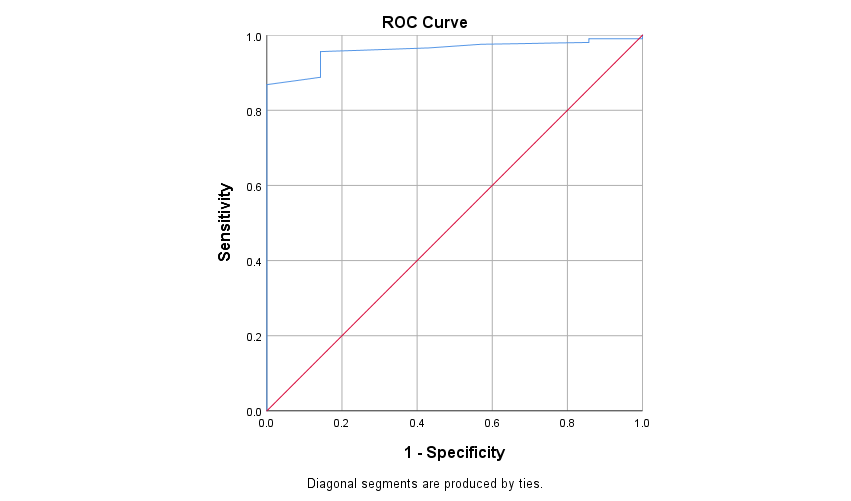 ROC Curve
1.0
0.8
0.6
0.4
0.2
0.0
Sensitivity
0.0 0.2 0.4 0.6 0.8 1.0
1 - Specificity
Diagonal segments are produced by ties.